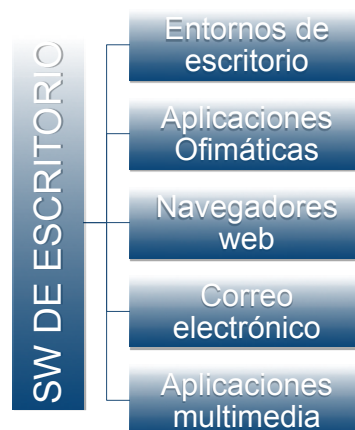 SW DE ESCRITORIO
Entornos de
escritorio
Aplicaciones
Ofimáticas
Navegadores
web
Correo
electrónico
Aplicaciones
multimedia